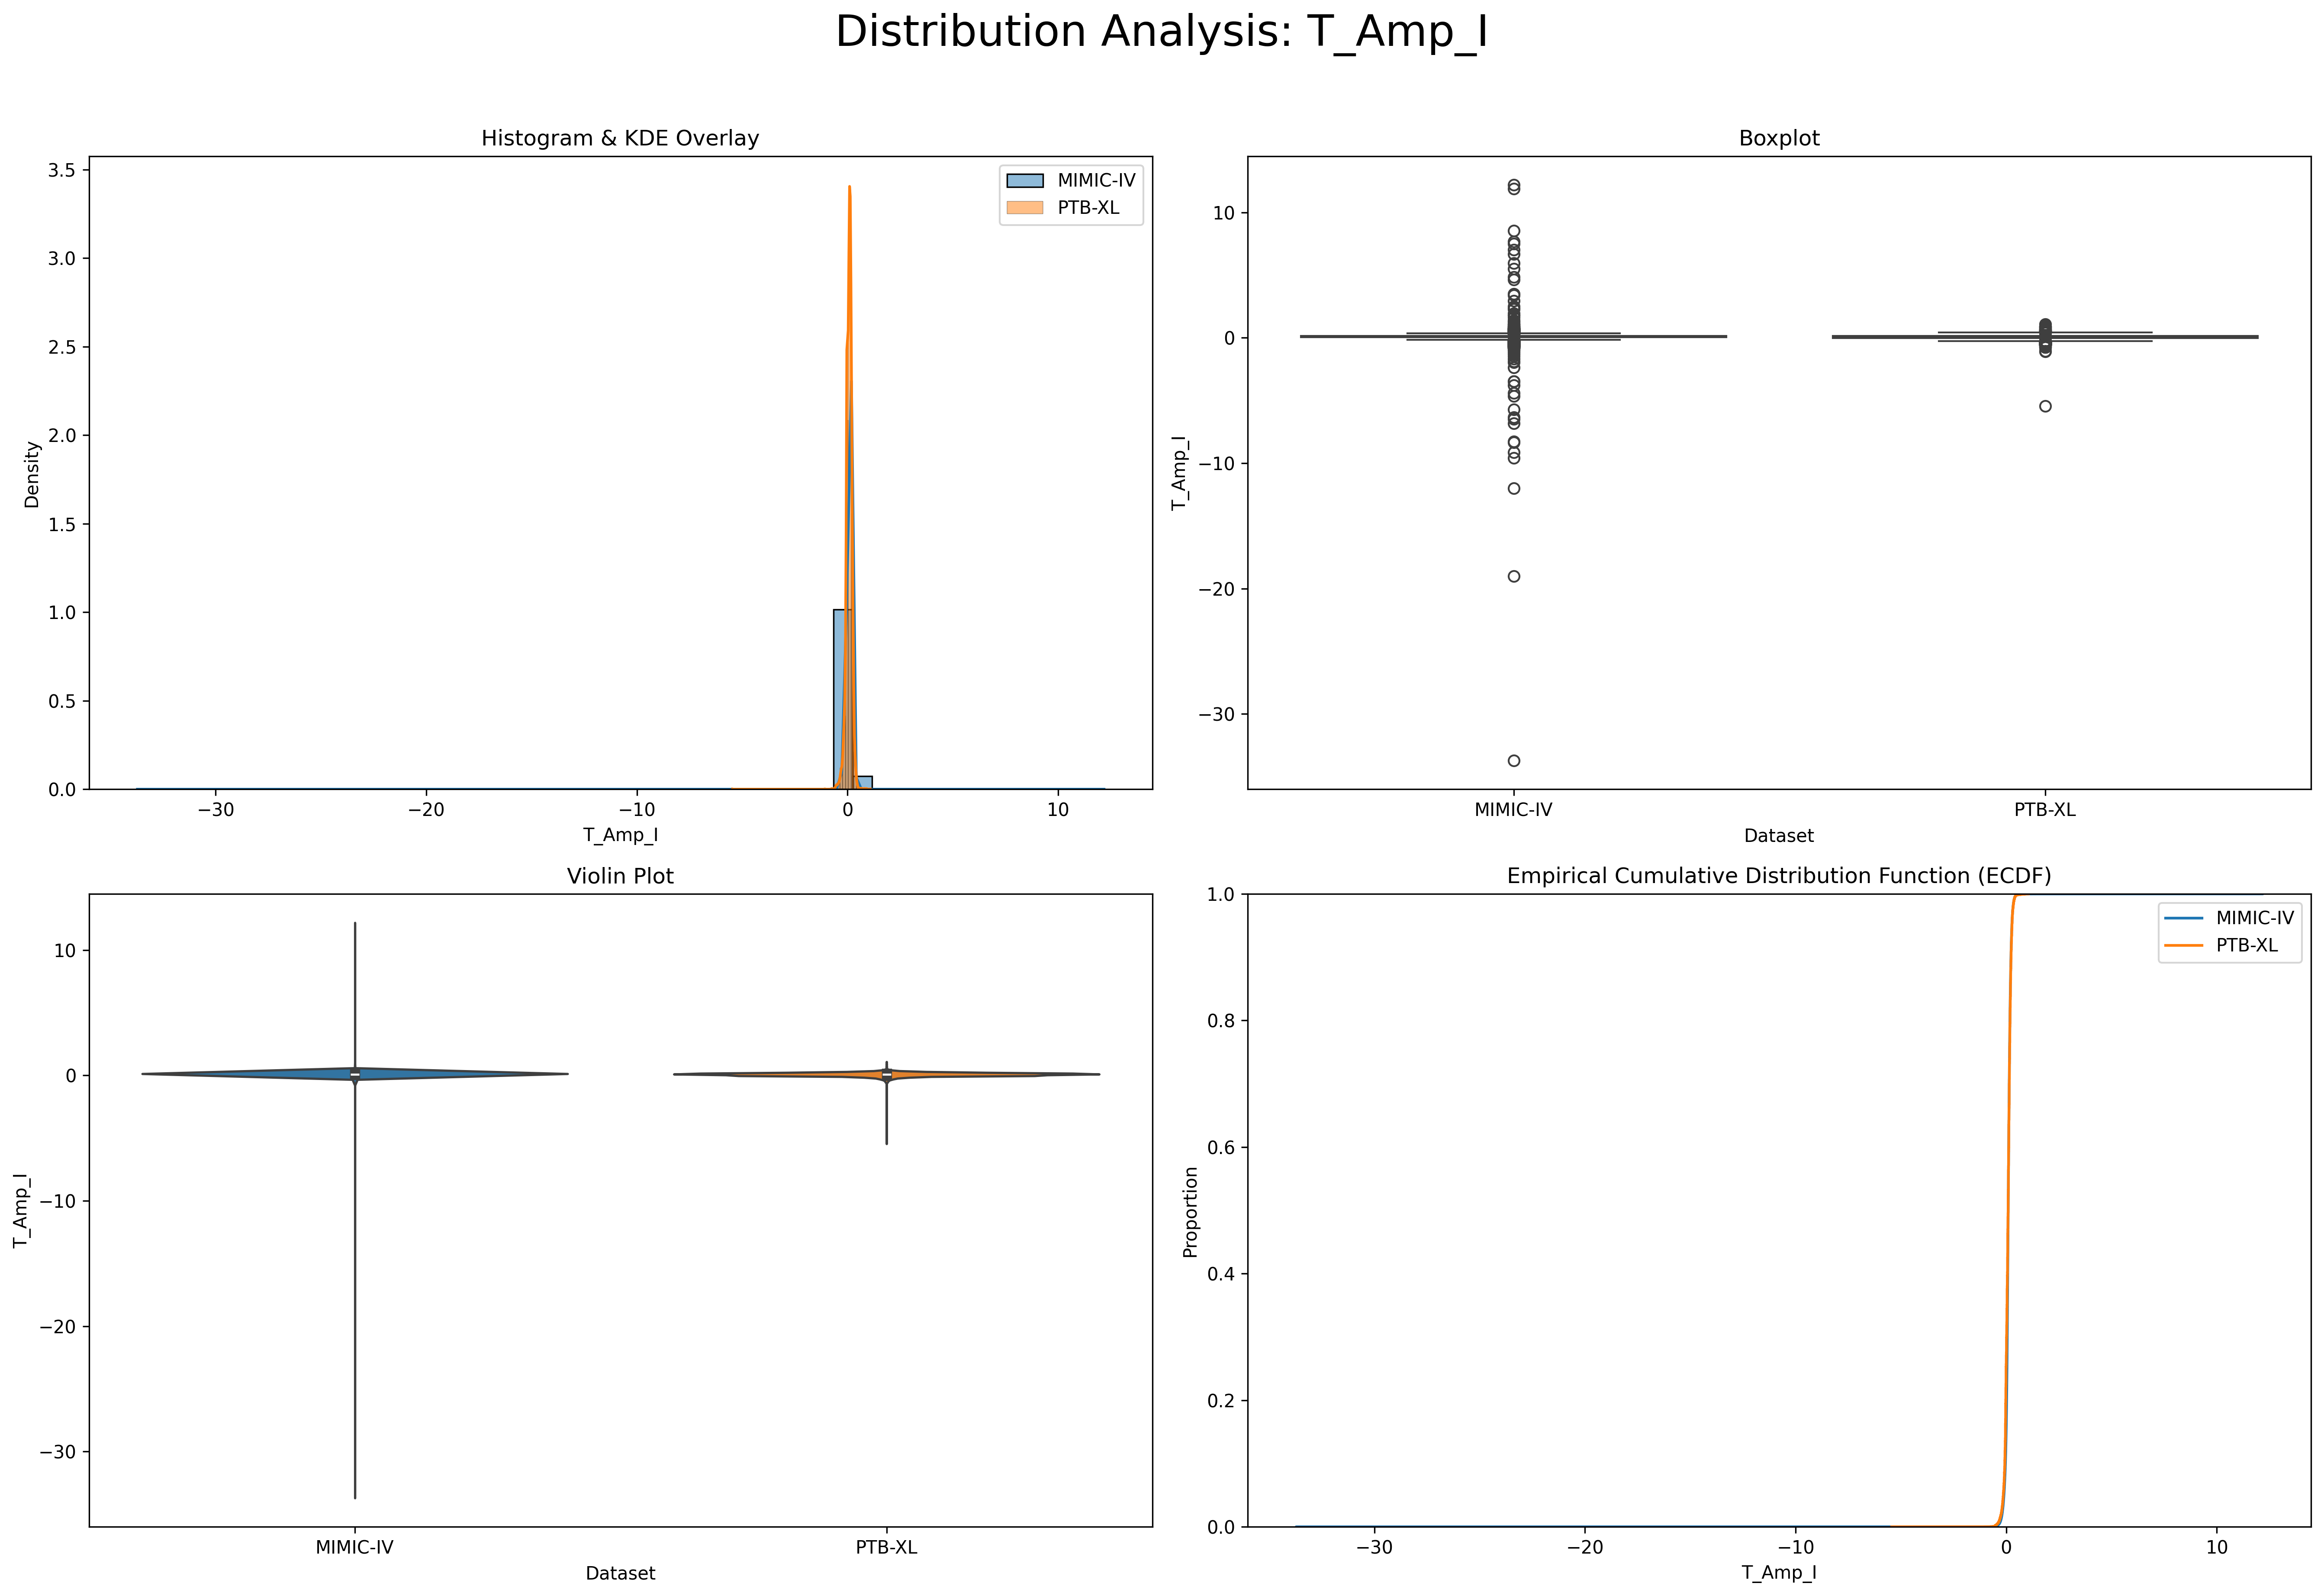 Distribution Analysis: T_Amp_I
Histogram & KDE Overlay
3.5
3.0
2.5
2.0
1.5
1.0
0.5
0.0
Density
−30
−20
−10
0
10
T_Amp_I
MIMIC-IV
PTB-XL
Boxplot
10
0
−10
−20
−30
T_Amp_I
MIMIC-IV
PTB-XL
Dataset
Violin Plot
10
0
−10
−20
−30
T_Amp_I
MIMIC-IV
PTB-XL
Dataset
Empirical Cumulative Distribution Function (ECDF)
1.0
0.8
0.6
0.4
0.2
0.0
Proportion
−30
−20
−10
0
10
T_Amp_I
MIMIC-IV
PTB-XL